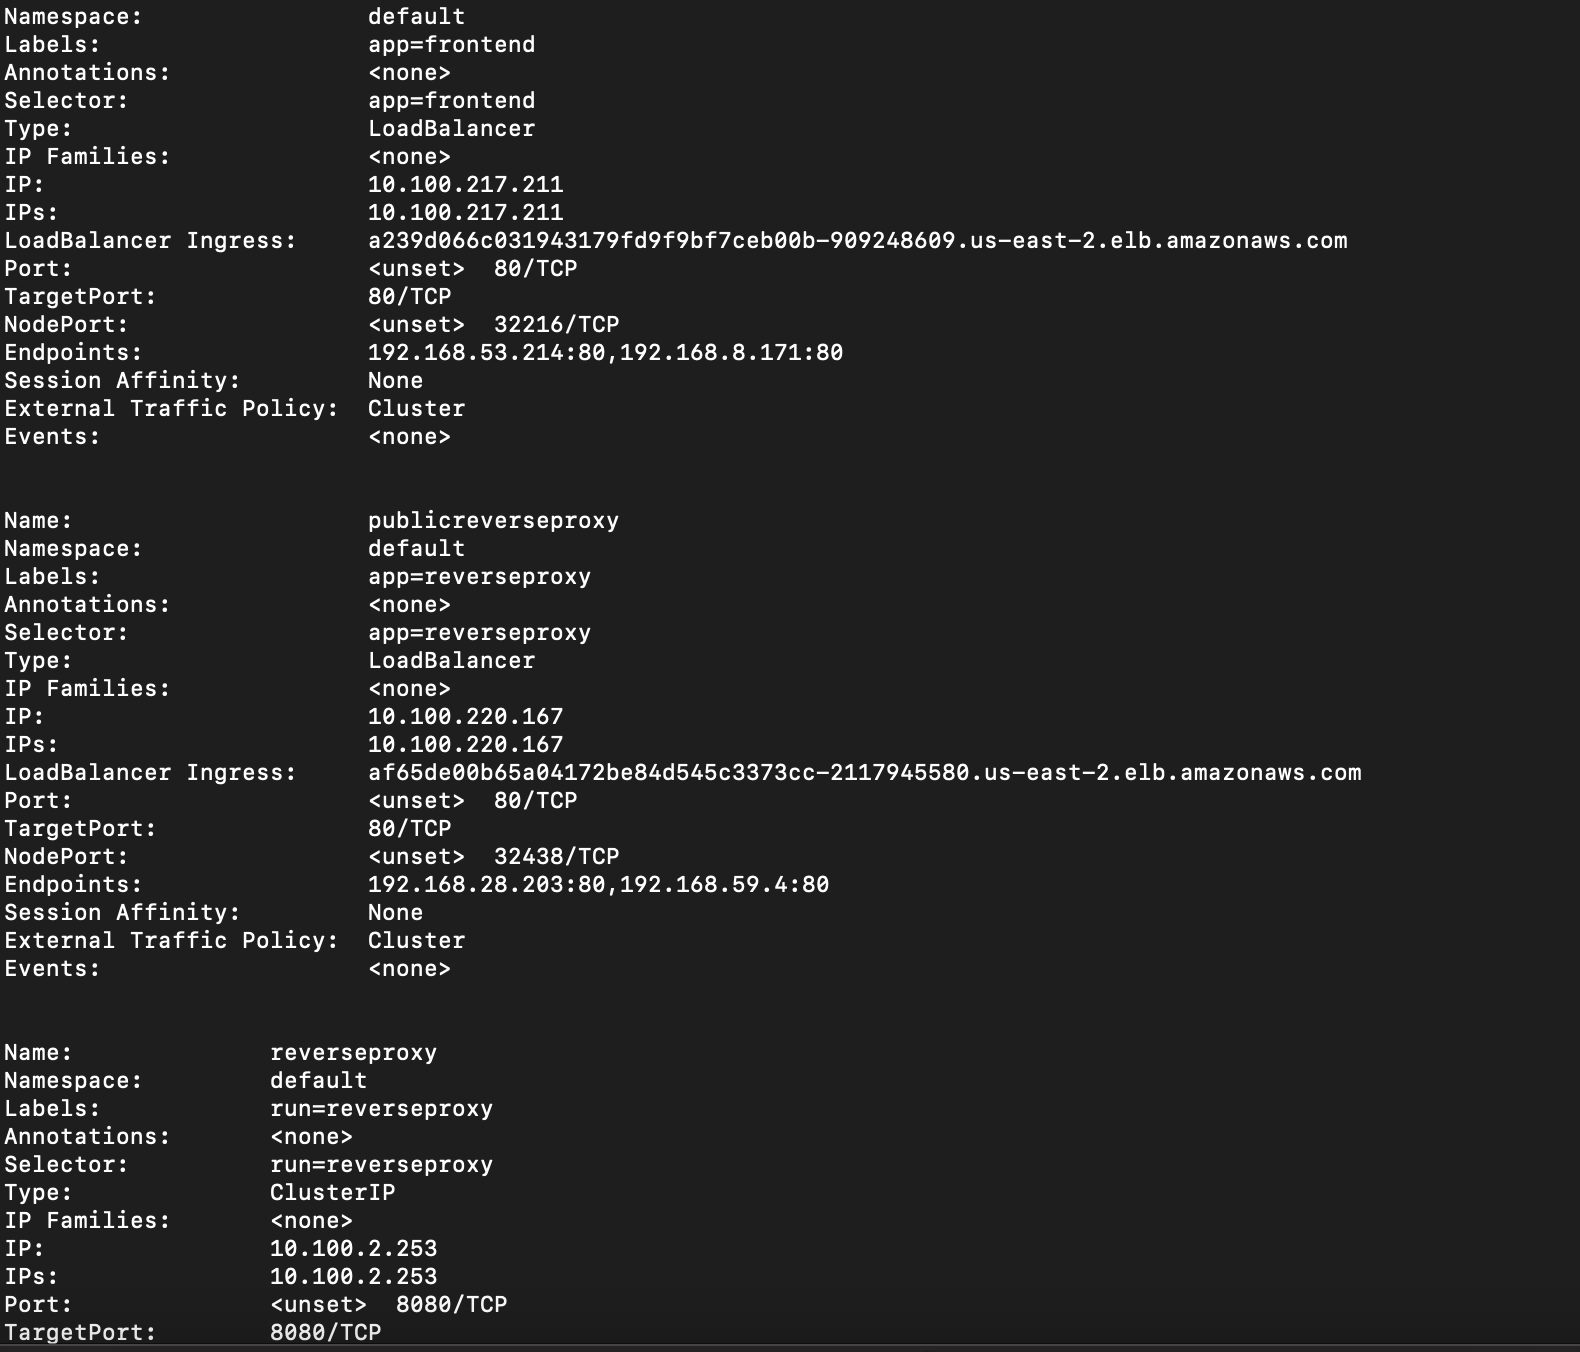 Namespace: default
Labels: app=frontend
Annotations: <none>
Selector: app=frontend
Type: LoadBalancer
IP Families: <none>
IP: 10.100.217.211
IPs: 10.100.217.211
LoadBalancer Ingress: a239d066c031943179fd9f9bf7ceb00b-909248609.us-east-2.elb.amazonaws.com
Port: <unset> 80/TCP
TargetPort: 80/TCP
NodePort: <unset> 32216/TCP
Endpoints: 192.168.53.214:80,192.168.8.171:80
Session Affinity: None
External Traffic Policy: Cluster
Events: <none>
Name: publicreverseproxy
Namespace: default
Labels: app=reverseproxy
Annotations: <none>
Selector: app=reverseproxy
Type: LoadBalancer
IP Families: <none>
IP: 10.100.220.167
IPs: 10.100.220.167
LoadBalancer Ingress: af65de00b65a04172be84d545c3373cc-2117945580.us-east-2.elb.amazonaws.com
Port: <unset> 80/TCP
TargetPort: 80/TCP
NodePort: <unset> 32438/TCP
Endpoints: 192.168.28.203:80,192.168.59.4:80
Session Affinity: None
External Traffic Policy: Cluster
Events: <none>
Name: reverseproxy
Namespace: default
Labels: run=reverseproxy
Annotations: <none>
Selector: run=reverseproxy
Type: ClusterIP
IP Families: <none>
IP: 10.100.2.253
IPs: 10.100.2.253
Port: <unset> 8080/TCP
TargetPort: 8080/TCP